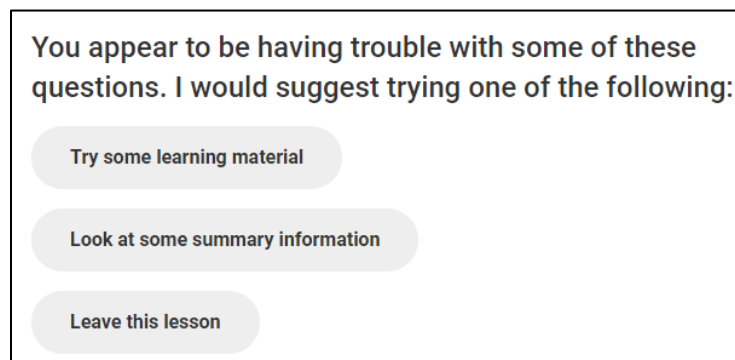 You appear to be having trouble with some of these
questions. I would suggest trying one of the following:
Try some learning material
Look at some summary information
Leave this lesson